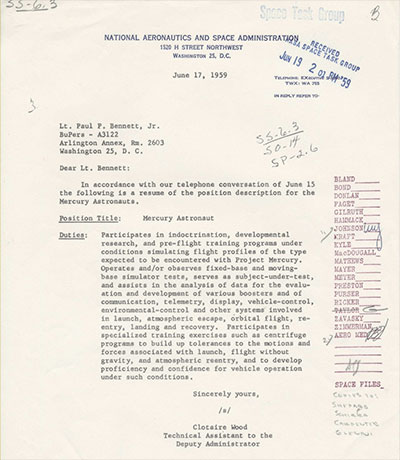 SS-6.3
Space Task Group
B
NATIONAL AERONAUTICS AND SPACE ADMINISTRATION
1520 H STREET NORTHWEST
WASHINGTON 25, D.C.
RECEIVED
NASA SPACE TASK GROUP
JUN 19 2 01 PM '59
TELEPHONE: EXECUTIVE
TWX: WA 755
IN REPLY REFER TO
June 17, 1959
Lt. Paul P. Bennett, Jr.
BuPers - A3122
Arlington Annex, Rm. 2603
Washington 25, D. C.
SS-6.3
SO-14
SP-2.6
Dear Lt. Bennett:
In accordance with our telephone conversation of June 15
the following is a resume of the position description for the
Mercury Astronauts.
Position Title: Mercury Astronaut
Duties: Participates in indoctrination, developmental
research, and pre-flight training programs under
conditions simulating flight profiles of the type
expected to be encountered with Project Mercury.
Operates and/or observes fixed-base and moving-
base simulator tests, serves as subject-under-test,
and assists in the analysis of data for the evalu-
ation and development of various boosters and of
communication, telemetry, display, vehicle-control,
environmental-control and other systems involved
in launch, atmospheric escape, orbital flight, re-
entry, landing and recovery. Participates in
specialized training exercises such as centrifuge
programs to build up tolerances to the motions and
forces associated with launch, flight without
gravity, and atmospheric reentry, and to develop
proficiency and confidence for vehicle operation
under such conditions.
Sincerely yours,
/s/
Clotaire Wood
Technical Assistant to the
Deputy Administrator
BLAND
BOND
DONLAN
FAGET
GILRUTH
HAMMACK
JOHNSON
KRAFT
KYLE
MacDOUGALL
MATHEWS
MAYER
MEYER
PRESTON
PURSER
RICKER
TAYLOR
ZAVASKY
ZIMMERMAN
AERO MED
SPACE FILES